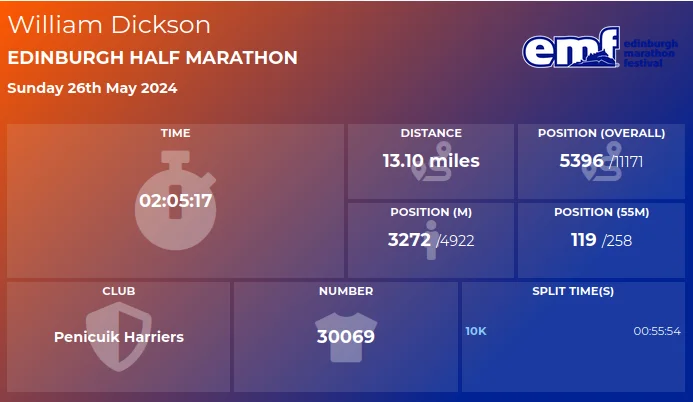 William Dickson
EDINBURGH HALF MARATHON
Sunday 26th May 2024
emf edinburgh
marathon
festival
TIME
02:05:17
DISTANCE
13.10 miles
POSITION (OVERALL)
5396 /11171
POSITION (M)
3272 /4922
POSITION (55M)
119 /258
CLUB
Penicuik Harriers
NUMBER
30069
SPLIT TIME(S)
10K 00:55:54